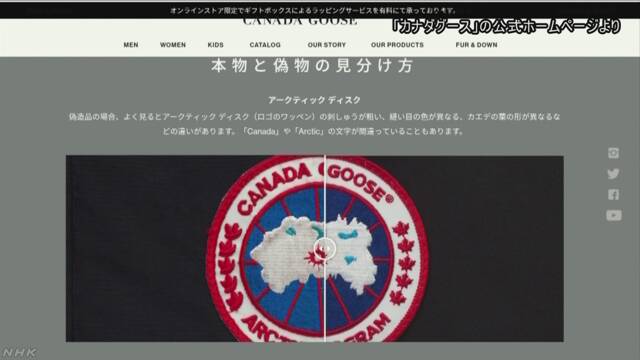 オンラインストア限定でギフトボックスによるラッピングサービスを有料にて承っております。
「カナダグース」の公式ホームページより
CANADA GOOSE
MEN WOMEN KIDS CATALOG OUR STORY OUR PRODUCTS FUR & DOWN
本物と偽物の見分け方
アークティック ディスク
偽造品の場合、よく見るとアークティック ディスク（ロゴのワッペン）の刺しゅうが粗い、縫い目の色が異なる、カエデの葉の形が異なるな
どの違いがあります。「Canada」や「Arctic」の文字が間違っていることもあります。
CANADA GOOSE®
NHK